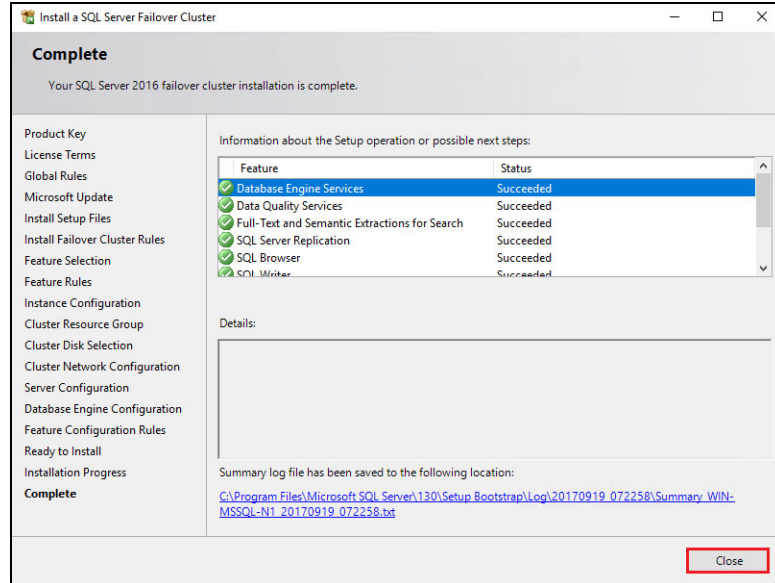 Install a SQL Server Failover Cluster
Complete
Your SQL Server 2016 failover cluster installation is complete.
Product Key
License Terms
Global Rules
Microsoft Update
Install Setup Files
Install Failover Cluster Rules
Feature Selection
Feature Rules
Instance Configuration
Cluster Resource Group
Cluster Disk Selection
Cluster Network Configuration
Server Configuration
Database Engine Configuration
Feature Configuration Rules
Ready to Install
Installation Progress
Complete
Information about the Setup operation or possible next steps:
Feature Status
Database Engine Services Succeeded
Data Quality Services Succeeded
Full-Text and Semantic Extractions for Search Succeeded
SQL Server Replication Succeeded
SQL Browser Succeeded
SQL Writer Succeeded
Details:
Summary log file has been saved to the following location:
C:\Program Files\Microsoft SQL Server\130\Setup Bootstrap\Log\20170919_072258\Summary_WIN-
MSSQL-N1_20170919_072258.txt
Close